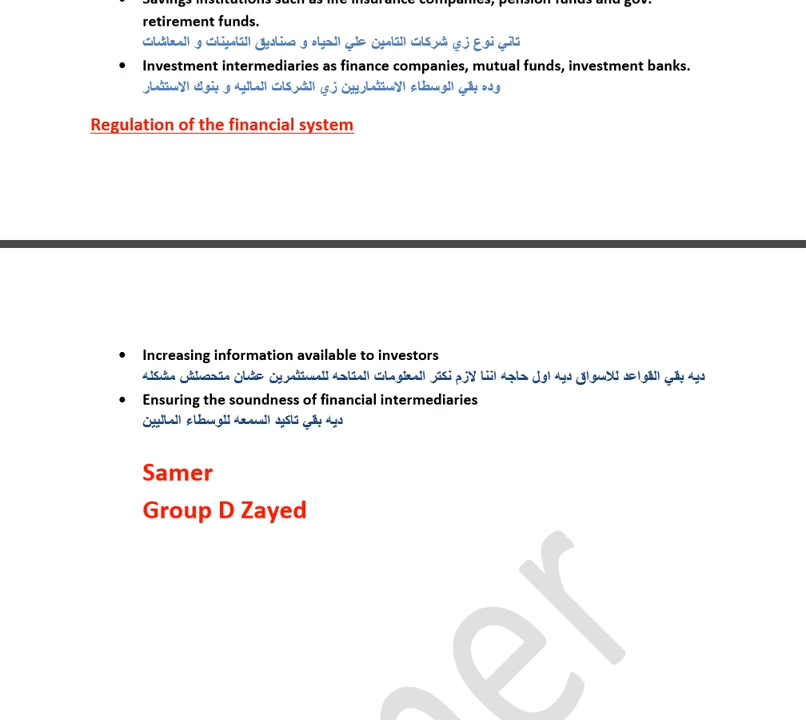 Savings institutions such as life insurance companies, pension funds and gov.
retirement funds.
تاني نوع زي شركات التامين علي الحياه و صناديق التامينات و المعاشات
• Investment intermediaries as finance companies, mutual funds, investment banks.
وده بقي الوسطاء الاستثماريين زي الشركات الماليه و بنوك الاستثمار
Regulation of the financial system
• Increasing information available to investors
ديه بقي القواعد للاسواق ديه اول حاجه اننا لازم نكتر المعلومات المتاحه للمستثمرين عشان متحصلش مشكله
• Ensuring the soundness of financial intermediaries
ديه بقي تاكيد السمعه للوسطاء الماليين
Samer
Group D Zayed